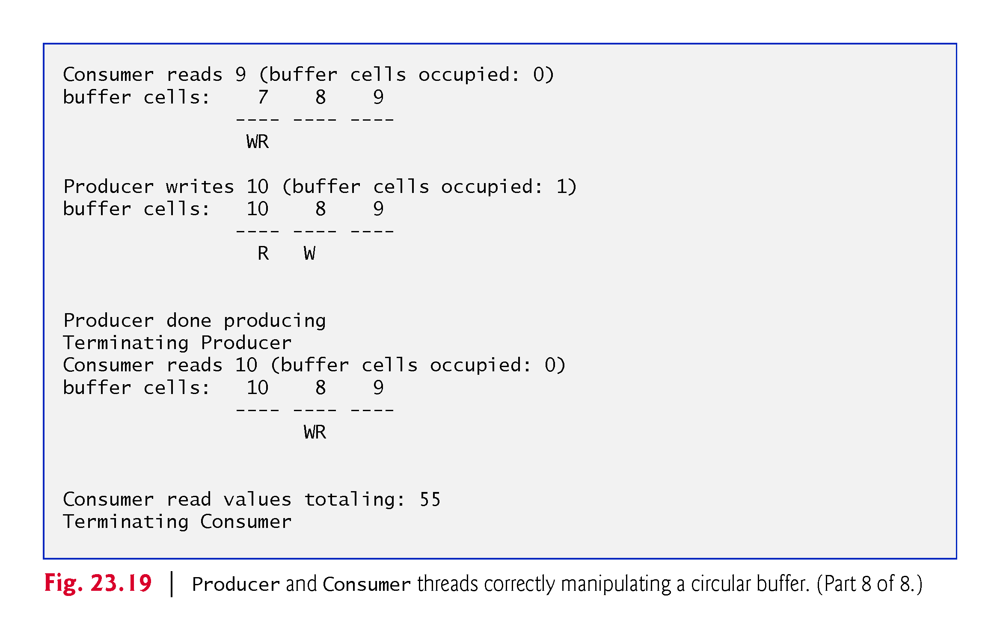 Consumer reads 9 (buffer cells occupied: 0)
buffer cells:    7    8    9
               ---- ---- ----
                WR

Producer writes 10 (buffer cells occupied: 1)
buffer cells:   10    8    9
               ---- ---- ----
                 R   W

Producer done producing
Terminating Producer
Consumer reads 10 (buffer cells occupied: 0)
buffer cells:   10    8    9
               ---- ---- ----
                     WR

Consumer read values totaling: 55
Terminating Consumer
Fig. 23.19 | Producer and Consumer threads correctly manipulating a circular buffer. (Part 8 of 8.)